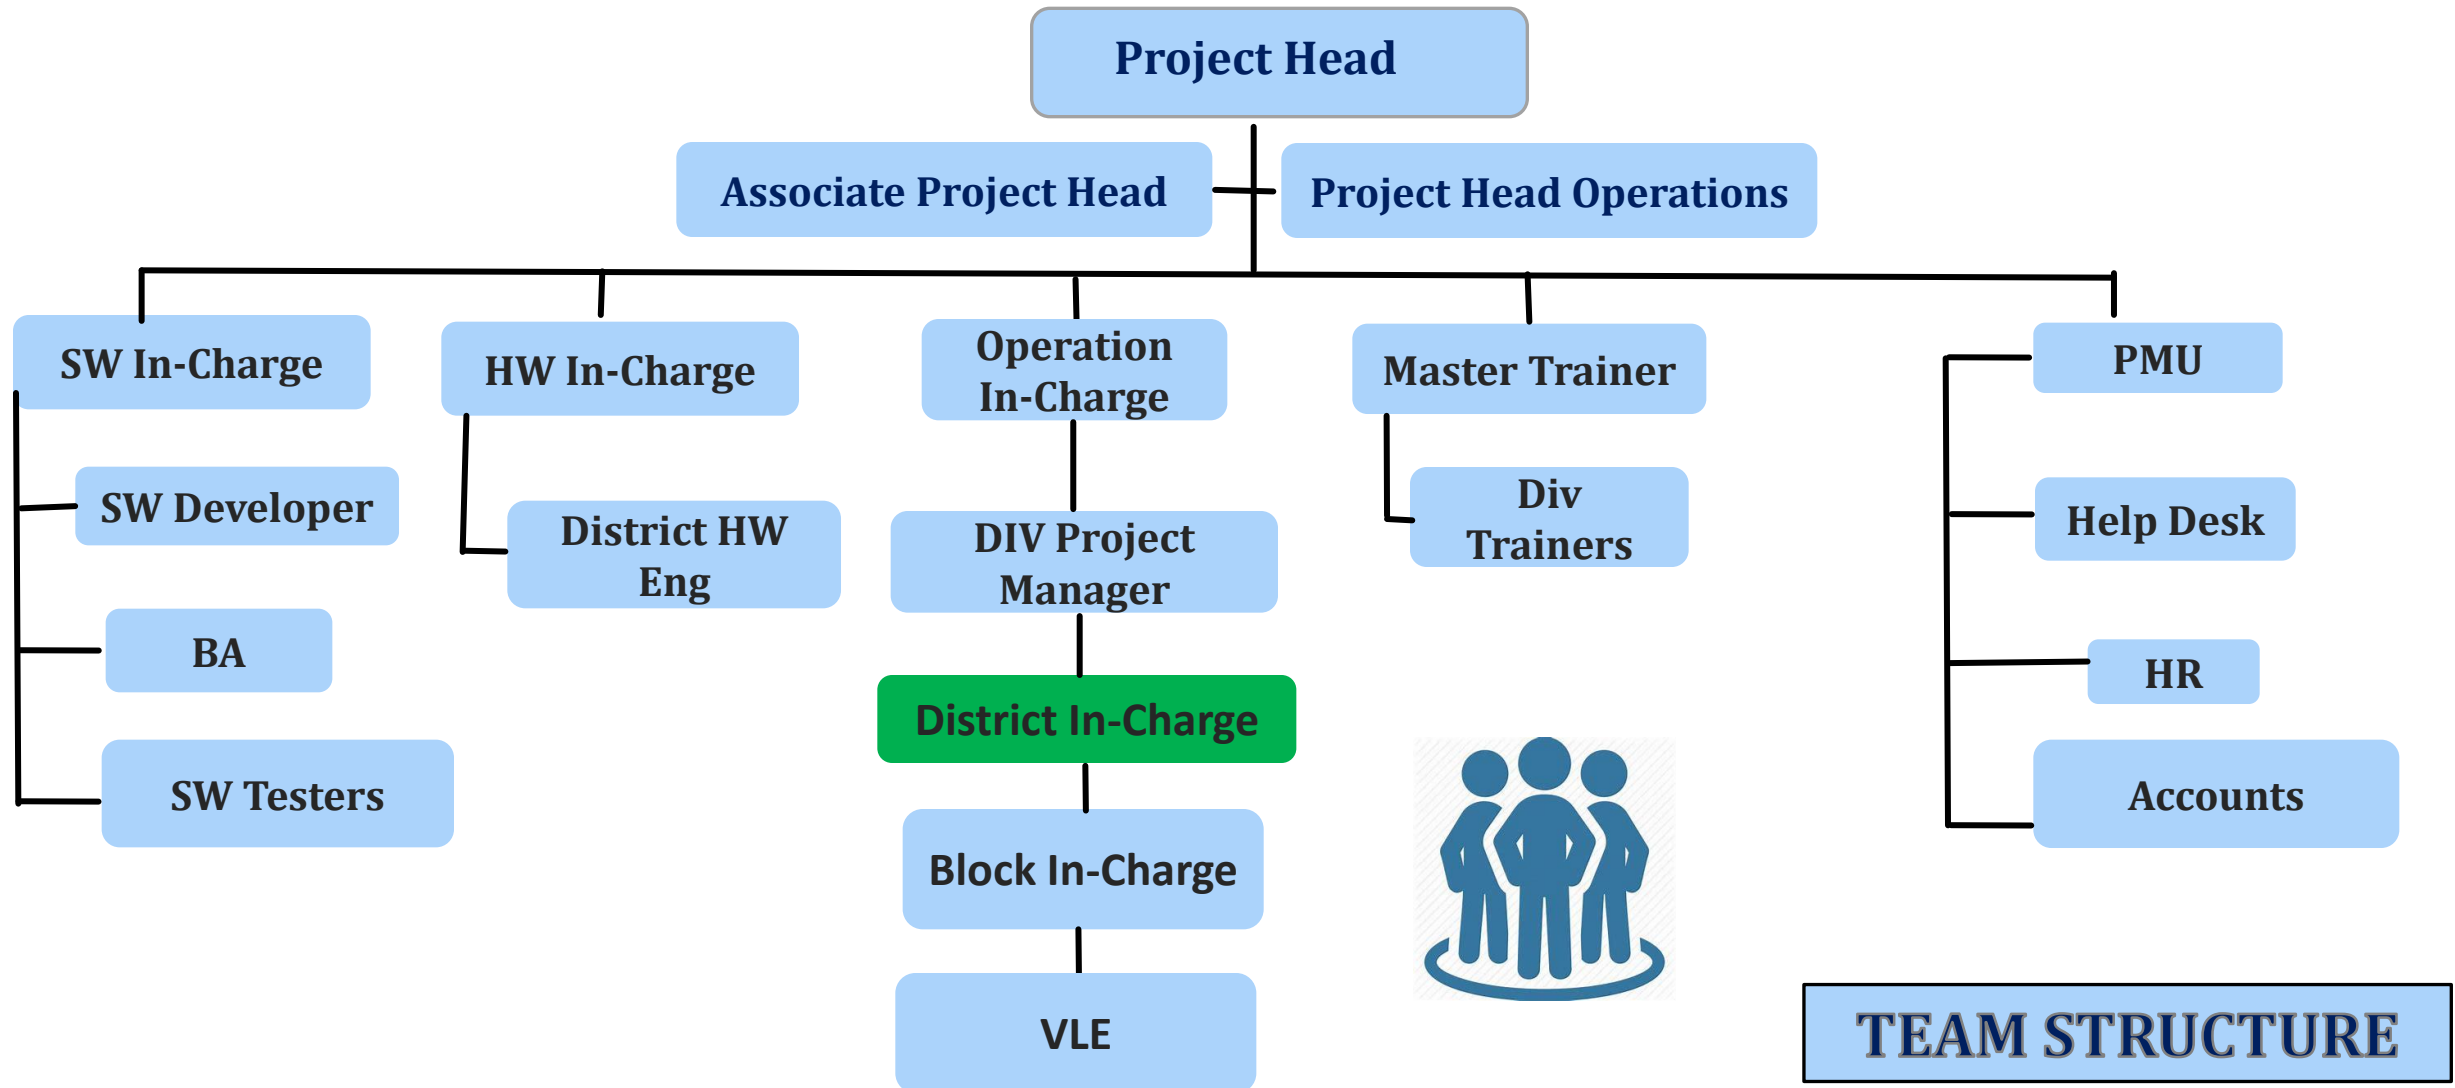 Project Head
Associate Project Head
Project Head Operations
SW In-Charge
HW In-Charge
Operation
In-Charge
Master Trainer
PMU
SW Developer
District HW
Eng
DIV Project
Manager
Div
Trainers
Help Desk
BA
HR
District In-Charge
SW Testers
Accounts
Block In-Charge
VLE
TEAM STRUCTURE